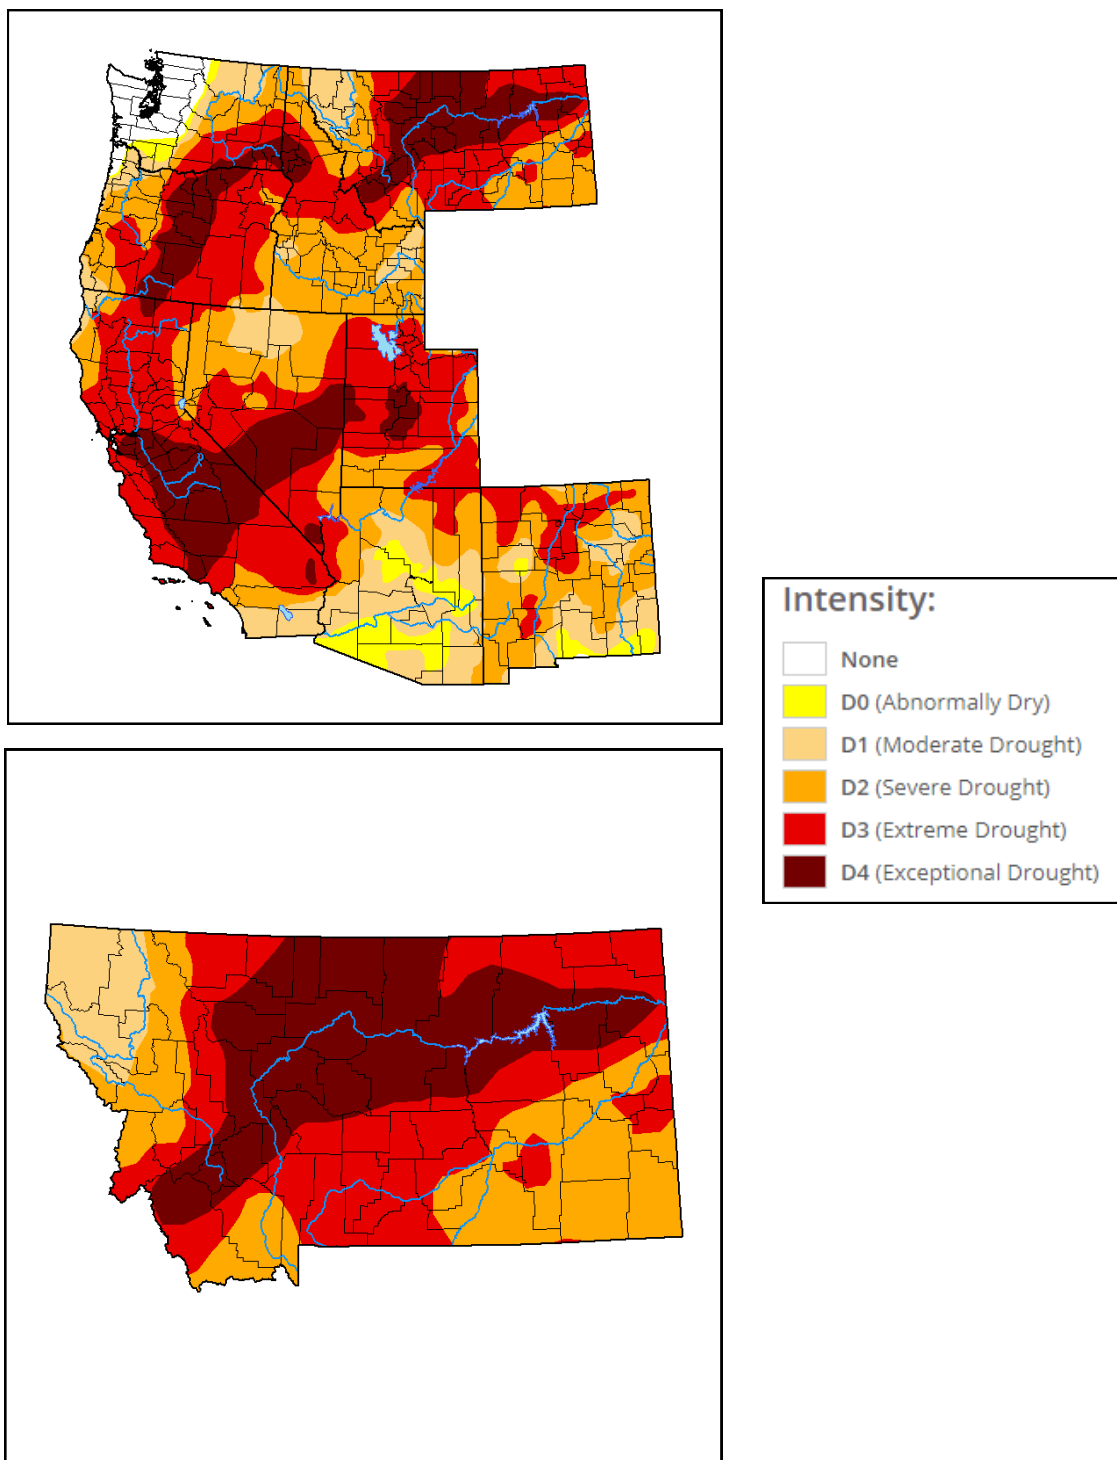 Intensity:
None
D0 (Abnormally Dry)
D1 (Moderate Drought)
D2 (Severe Drought)
D3 (Extreme Drought)
D4 (Exceptional Drought)